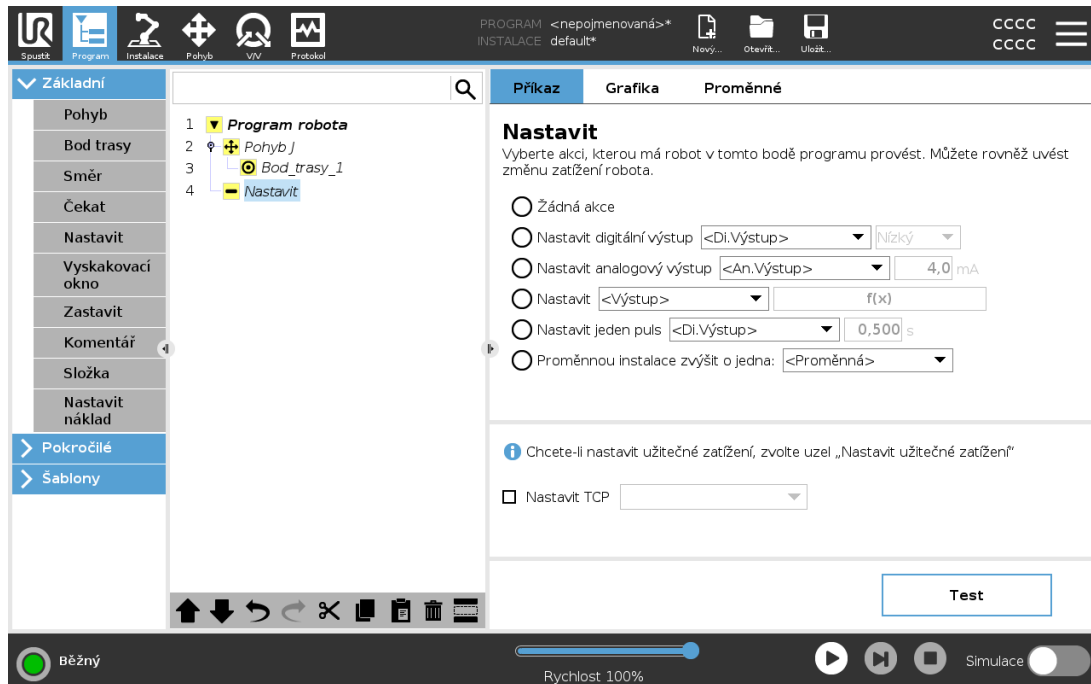 PROGRAM <nepojmenovaná>*
INSTALACE default*
CCCC
CCCC
Spustit Program Instalace Pohyb V/V Protokol Nový... Otevřít... Uložit...
Základní
Pohyb
Bod trasy
Směr
Čekat
Nastavit
Vyskakovací
okno
Zastavit
Komentář
Složka
Nastavit
náklad
Pokročilé
Šablony
1 Program robota
2 Pohyb J
3 Bod_trasy_1
4 Nastavit
Příkaz Grafika Proměnné
Nastavit
Vyberte akci, kterou má robot v tomto bodě programu provést. Můžete rovněž uvést
změnu zatížení robota.
Žádná akce
Nastavit digitální výstup <Di.Výstup> Nízký
Nastavit analogový výstup <An.Výstup> 4,0 mA
Nastavit <Výstup> f(x)
Nastavit jeden puls <Di.Výstup> 0,500 s
Proměnnou instalace zvýšit o jedna: <Proměnná>
Chcete-li nastavit užitečné zatížení, zvolte uzel „Nastavit užitečné zatížení“
Nastavit TCP
Test
Běžný
Rychlost 100%
Simulace